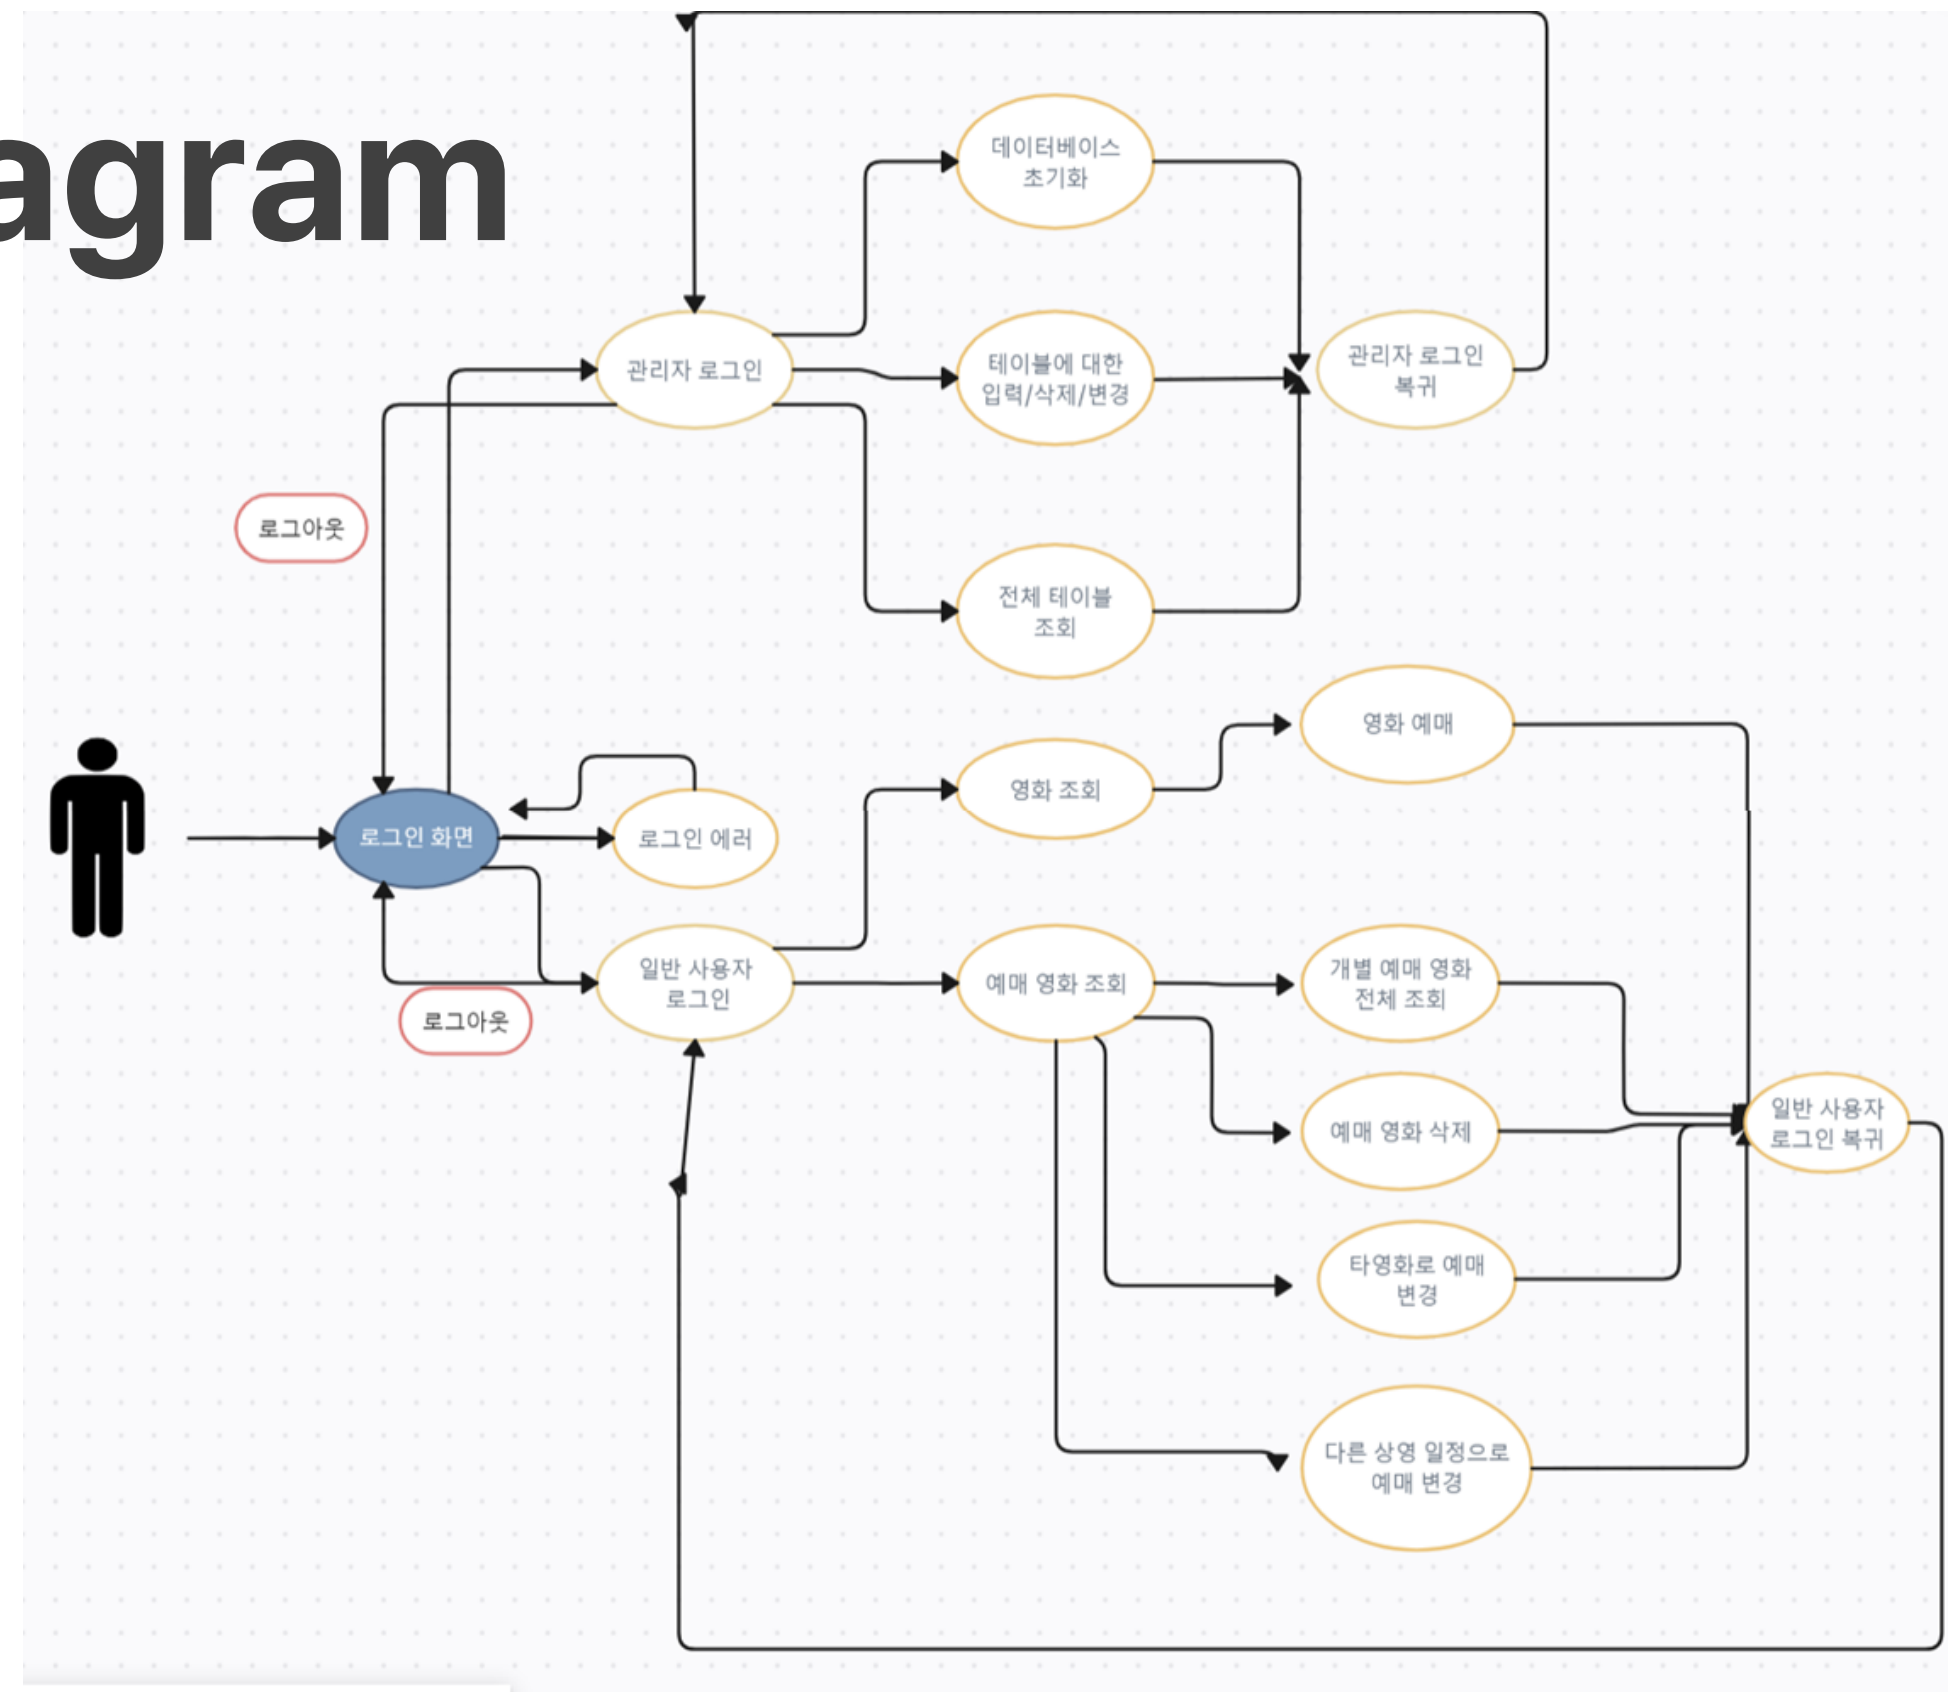 agram
데이터베이스
초기화
관리자 로그인
테이블에 대한
입력/삭제/변경
관리자 로그인
복귀
로그아웃
전체 테이블
조회
영화 예매
영화 조회
로그인 화면
로그인 에러
일반 사용자
로그인
예매 영화 조회
개별 예매 영화
전체 조회
로그아웃
예매 영화 삭제
일반 사용자
로그인 복귀
타영화로 예매
변경
다른 상영 일정으로
예매 변경